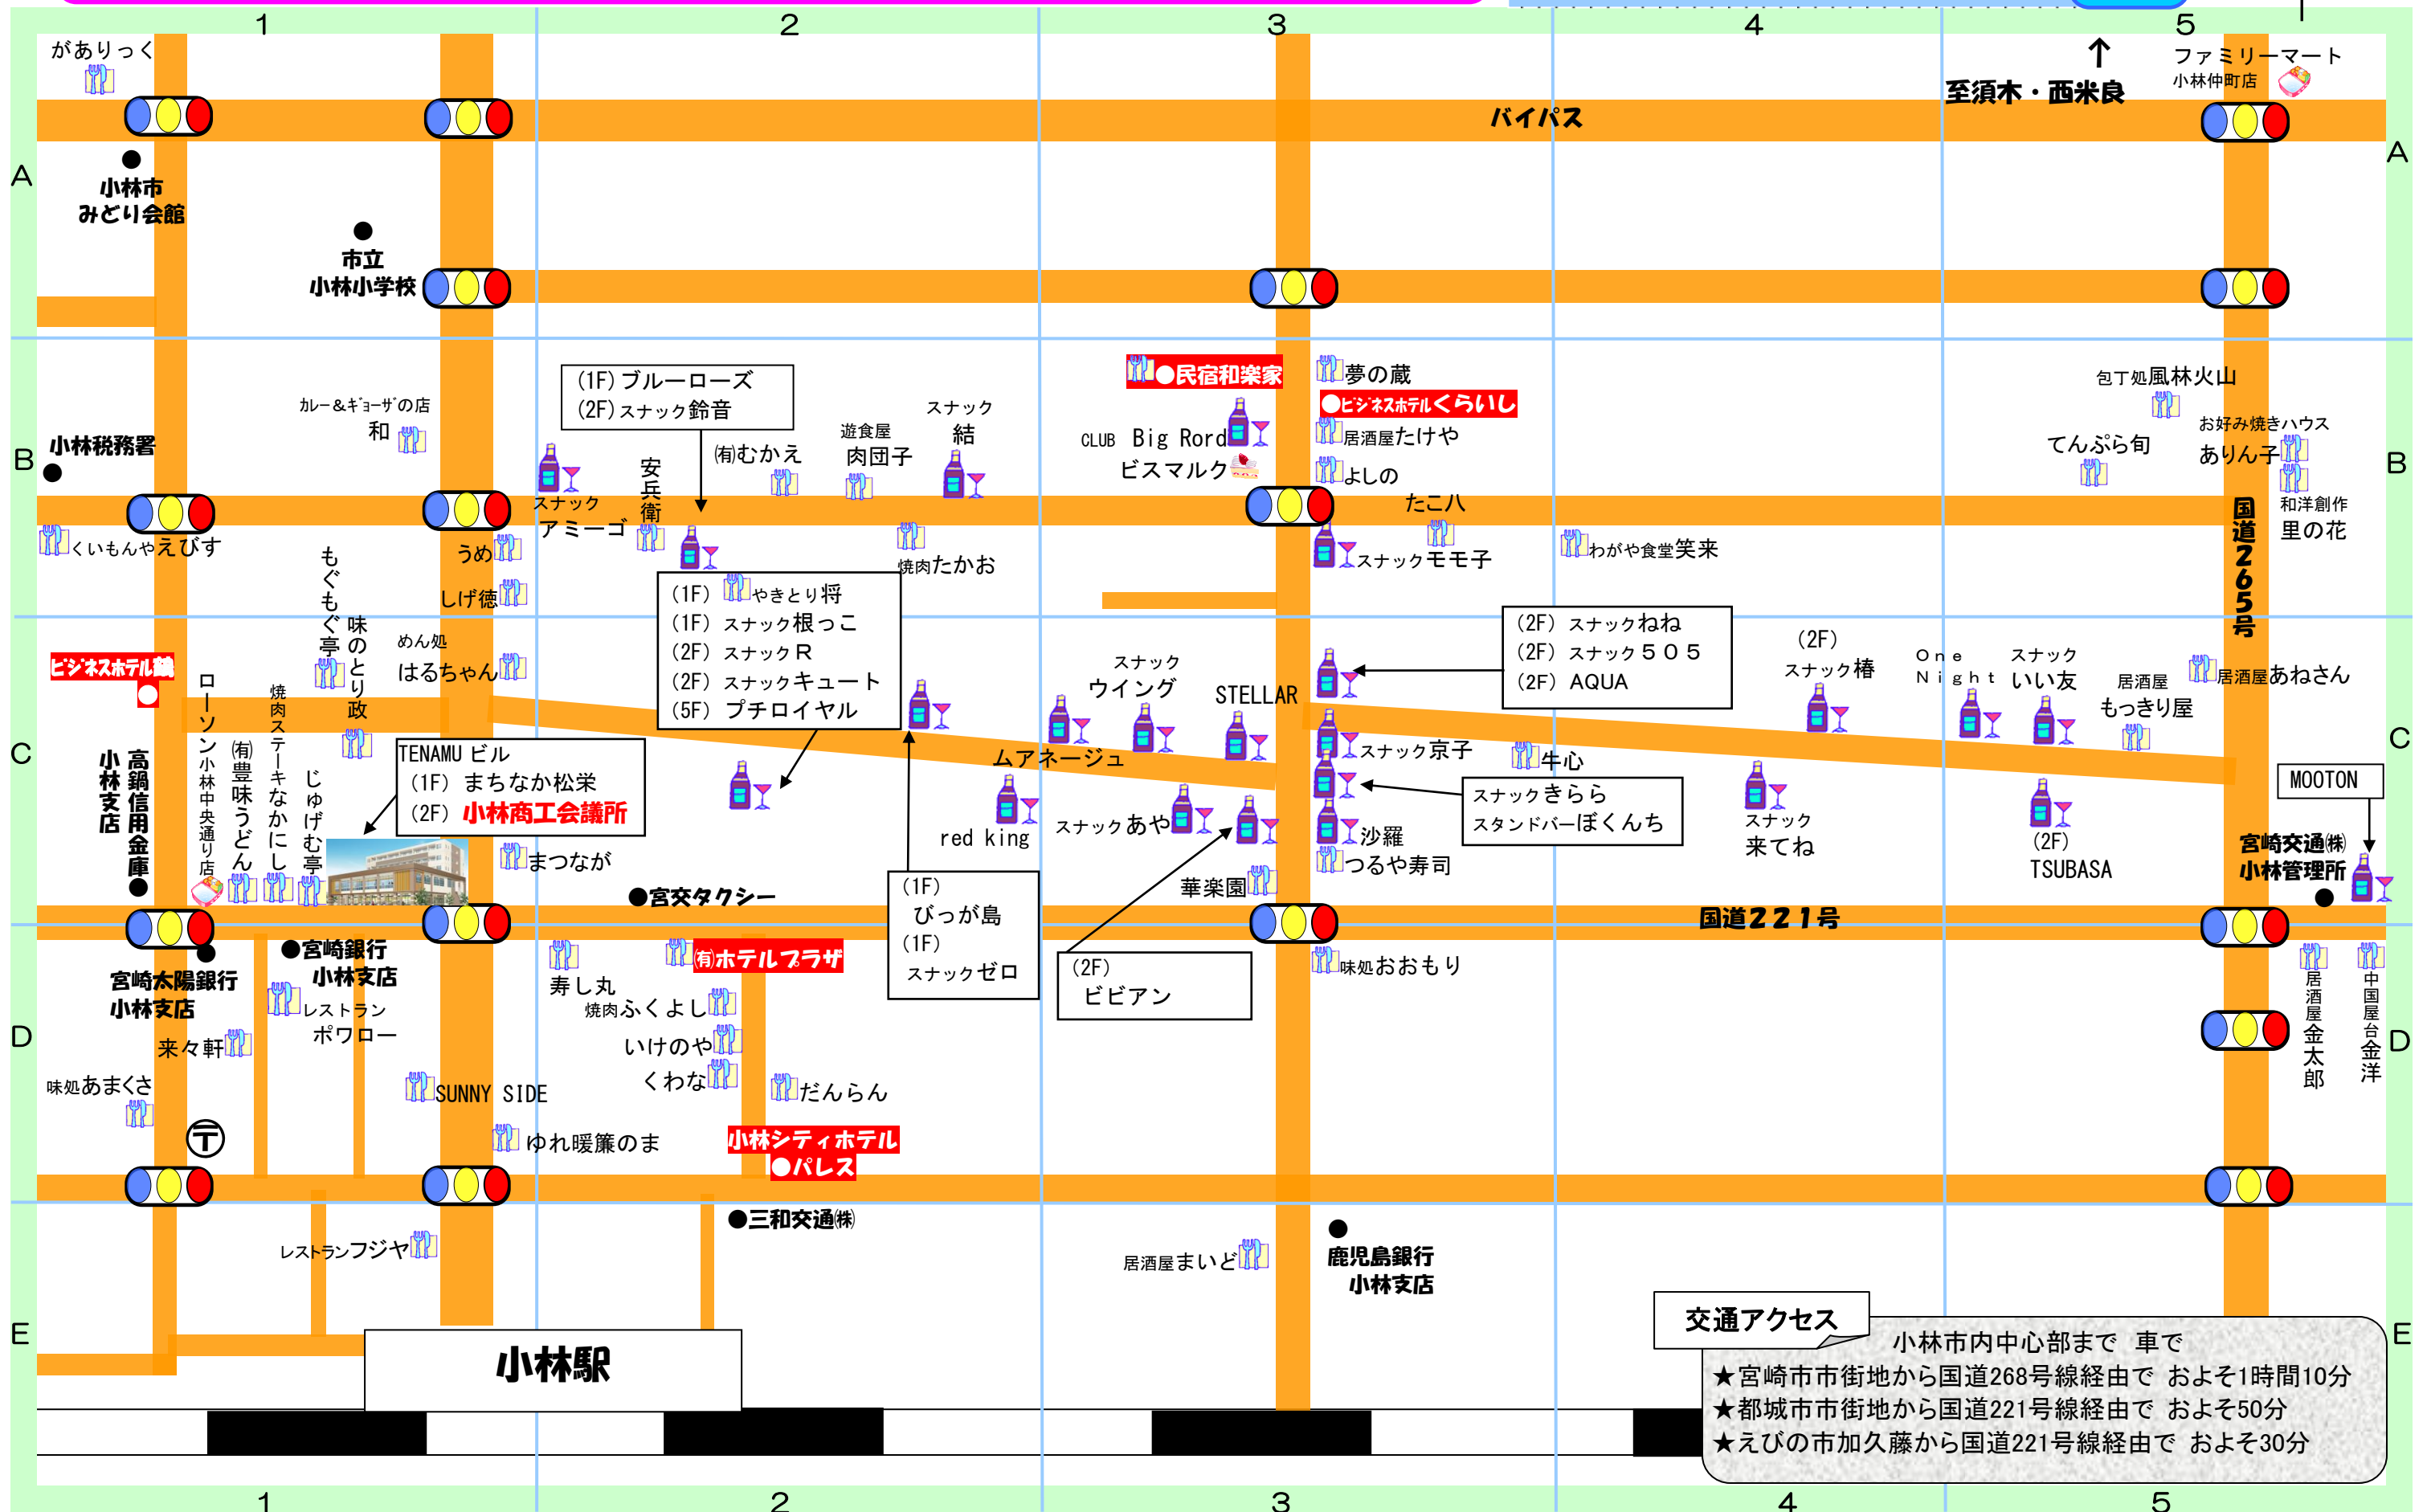 1
2
3
4
5
A
A
がありっく
バイパス
↑
至須木・西米良
ファミリーマート
小林仲町店
小林市
みどり会館
市立
小林小学校
B
B
小林税務署
カレー&ギョーザの店
和
(1F)ブルーローズ
(2F)スナック鈴音
㈲むかえ
遊食屋
肉団子
スナック
結
安兵衛
スナック
アミーゴ
焼肉たかお
●民宿和楽家
CLUB Big Rord
ビスマルク
夢の蔵
●ビジネスホテルくらいし
居酒屋たけや
よしの
たこ八
スナックモモ子
わがや食堂笑来
包丁処風林火山
てんぷら旬
お好み焼きハウス
ありん子
和洋創作
里の花
国道265号
くいもんやえびす
うめ
しげ徳
もぐもぐ亭
味のとり政
C
C
ビジネスホテル鶴
●
めん処
はるちゃん
(1F) やきとり将
(1F) スナック根っこ
(2F) スナックR
(2F) スナックキュート
(5F) プチロイヤル
スナック
ウイング
STELLAR
ムアネージュ
(2F) スナックねね
(2F) スナック505
(2F) AQUA
(2F)
スナック椿
One
Night
スナック
いい友
居酒屋
もっきり屋
居酒屋あねさん
高鍋信用金庫
小林支店
ローソン小林中央通り店
㈲豊味うどん
焼肉ステーキなかにし
じゅげむ亭
TENAMUビル
(1F) まちなか松栄
(2F) 小林商工会議所
まつなが
●宮交タクシー
red king
スナックあや
華楽園
スナック京子
牛心
スナックきらら
スタンドバーぼくんち
沙羅
つるや寿司
スナック
来てね
(2F)
TSUBASA
MOOTON
宮崎交通㈱
小林管理所
(1F)
びっが島
(1F)
スナックゼロ
(2F)
ビビアン
国道221号
D
D
宮崎太陽銀行
小林支店
●宮崎銀行
小林支店
レストラン
ポワロー
来々軒
味処あまくさ
〒
SUNNY SIDE
ゆれ暖簾のま
寿し丸
㈲ホテルプラザ
焼肉ふくよし
いけのや
くわな
だんらん
小林シティホテル
●パレス
味処おおもり
居酒屋金太郎
中国屋台金洋
E
E
レストランフジヤ
●三和交通㈱
居酒屋まいど
鹿児島銀行
小林支店
小林駅
交通アクセス
小林市内中心部まで 車で
★宮崎市市街地から国道268号線経由で およそ1時間10分
★都城市市街地から国道221号線経由で およそ50分
★えびの市加久藤から国道221号線経由で およそ30分
1
2
3
4
5